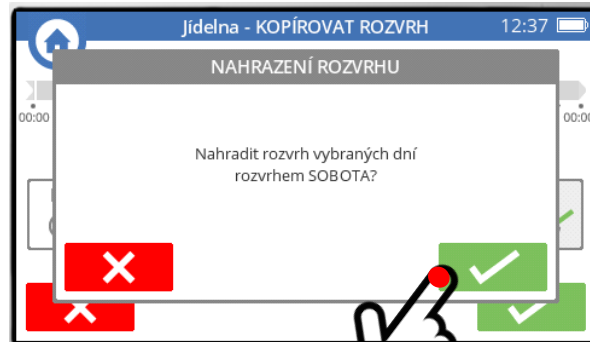 Jídelna - KOPÍROVAT ROZVRH 12:37
NAHRAZENÍ ROZVRHU
00:00 00:00
Nahradit rozvrh vybraných dní
rozvrhem SOBOTA?